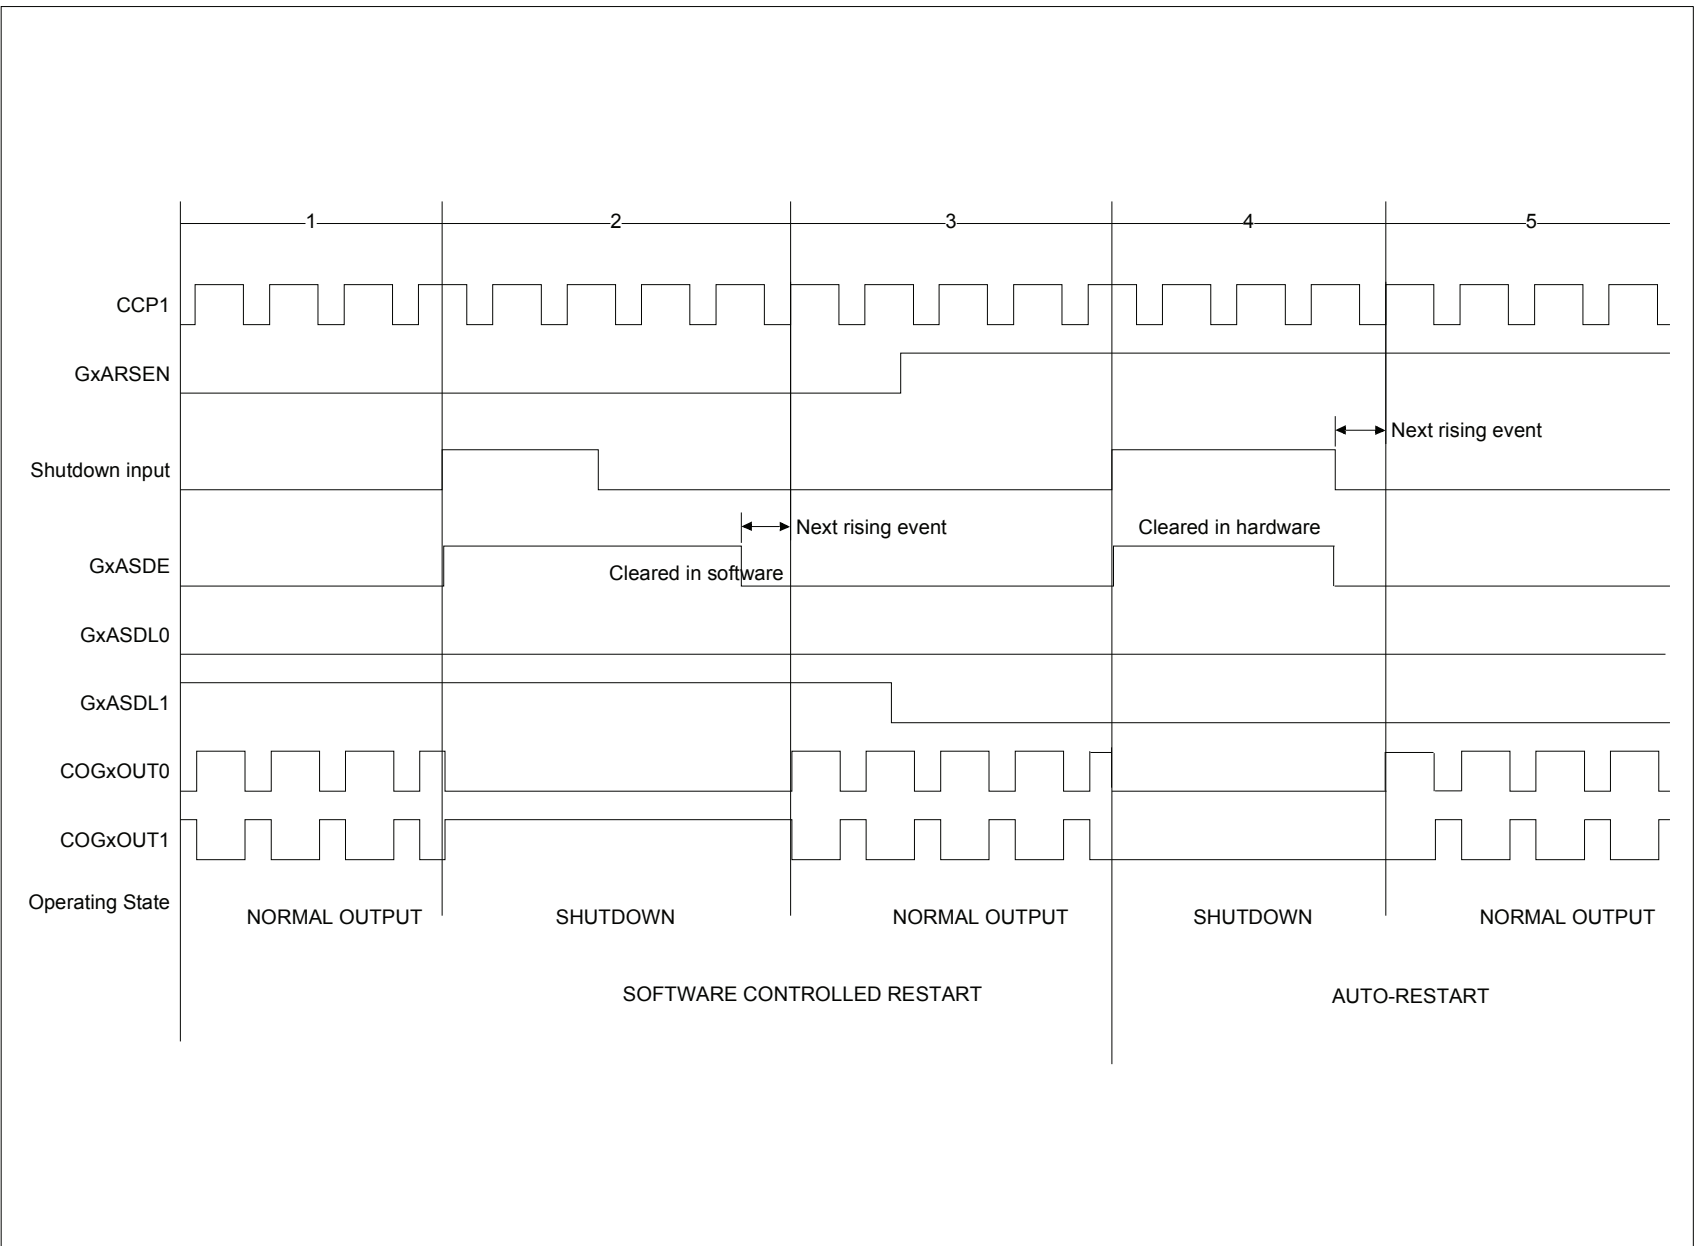 1 2 3 4 5
CCP1
GxARSEN
Next rising event
Shutdown input
Next rising event
Cleared in hardware
GxASDE
Cleared in software
GxASDL0
GxASDL1
COGxOUT0
COGxOUT1
Operating State
NORMAL OUTPUT SHUTDOWN NORMAL OUTPUT SHUTDOWN NORMAL OUTPUT
SOFTWARE CONTROLLED RESTART
AUTO-RESTART